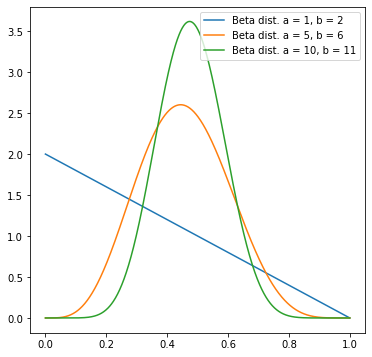 Beta dist. a = 1, b = 2
Beta dist. a = 5, b = 6
Beta dist. a = 10, b = 11
3.5
3.0
2.5
2.0
1.5
1.0
0.5
0.0
0.0 0.2 0.4 0.6 0.8 1.0